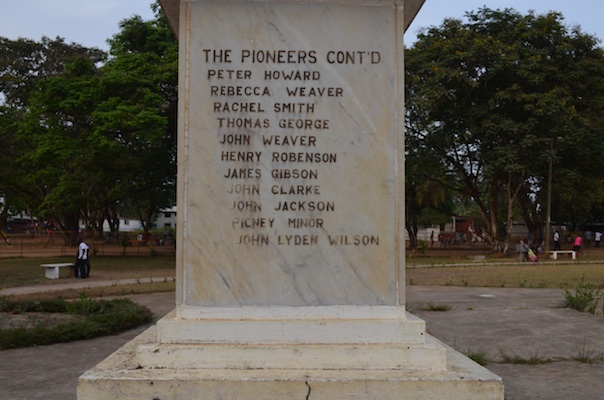 THE PIONEERS CONT'D
PETER HOWARD
REBECCA WEAVER
RACHEL SMITH
THOMAS GEORGE
JOHN WEAVER
HENRY ROBENSON
JAMES GIBSON
JOHN CLARKE
JOHN JACKSON
PICNEY MINOR
JOHN LYDEN WILSON